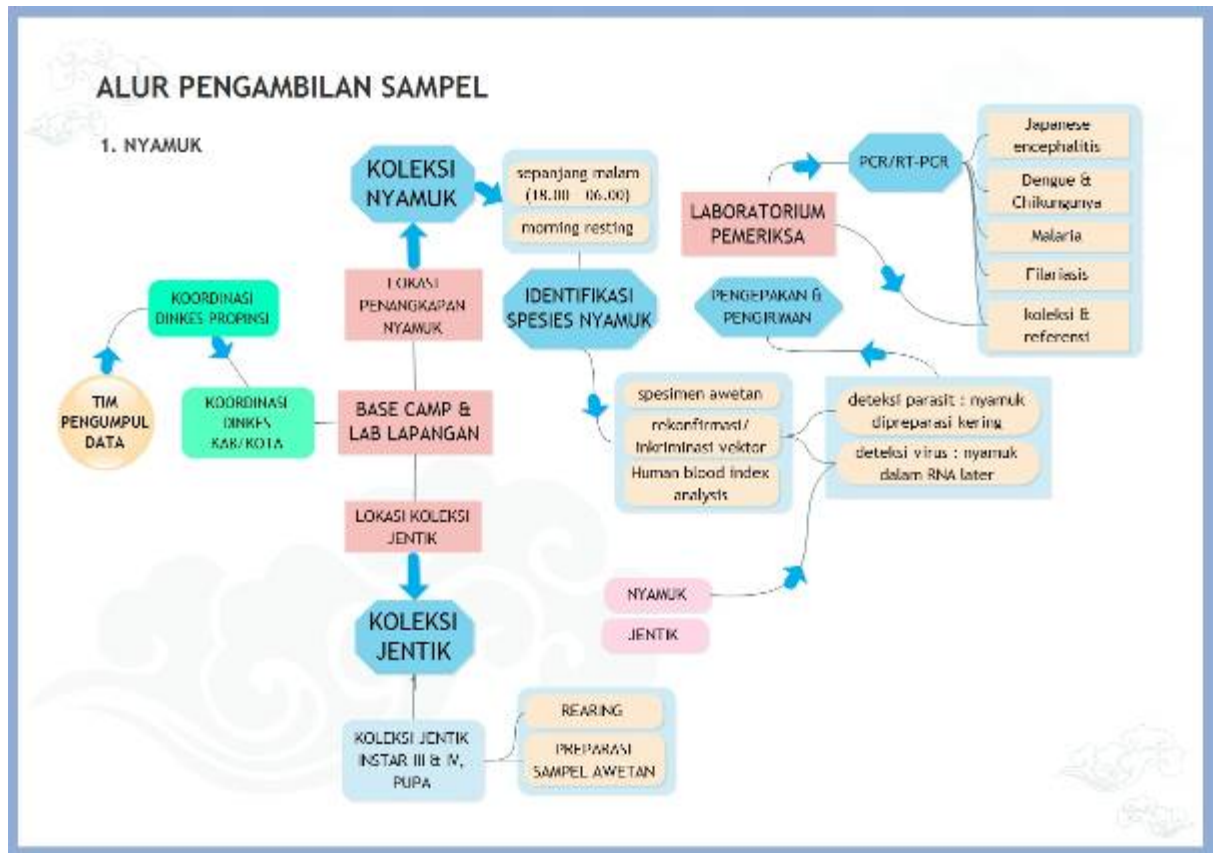 ALUR PENGAMBILAN SAMPEL
1. NYAMUK
TIM
PENGUMPUL
DATA
KOORDINASI
DINKES PROPINSI
KOORDINASI
DINKES
KAB/KOTA
BASE CAMP &
LAB LAPANGAN
LOKASI
PENANGKAPAN
NYAMUK
KOLEKSI
NYAMUK
sepanjang malam
(18.00 06.00)
morning resting
IDENTIFIKASI
SPESIES NYAMUK
spesimen awetan
rekonfirmasi/
inkriminasi vektor
Human blood index
analysis
deteksi parasit : nyamuk
dipreparasi kering
deteksi virus : nyamuk
dalam RNA later
PENGEPAKAN &
PENGIRIMAN
LABORATORIUM
PEMERIKSA
PCR/RT-PCR
Japanese
encephalitis
Dengue &
Chikungunya
Malaria
Filariasis
koleksi &
referensi
LOKASI KOLEKSI
JENTIK
KOLEKSI
JENTIK
KOLEKSI JENTIK
INSTAR III & IV,
PUPA
REARING
PREPARASI
SAMPEL AWETAN
NYAMUK
JENTIK